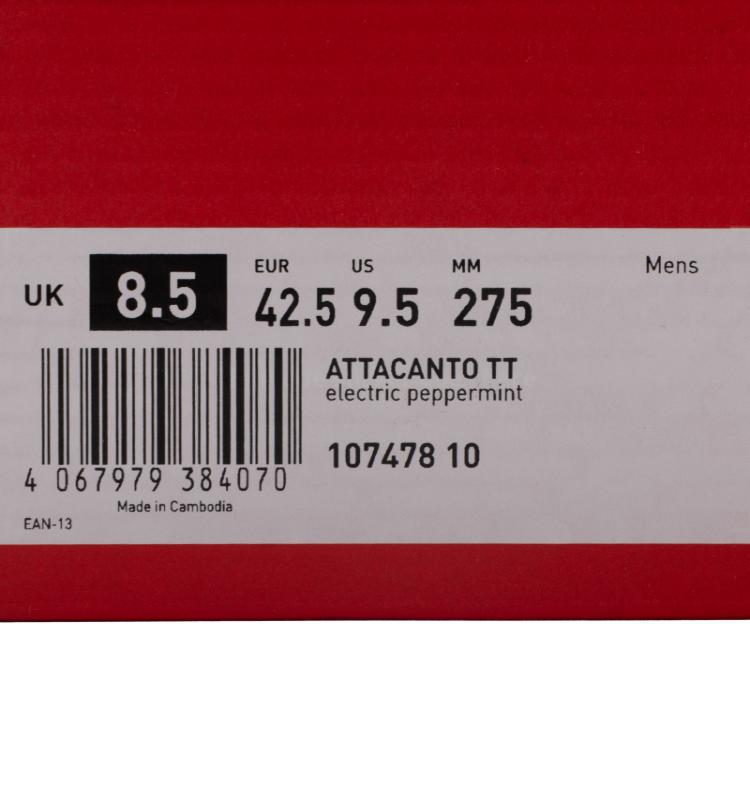 EUR US MM Mens
UK 8.5 42.5 9.5 275
ATTACANTO TT
electric peppermint
107478 10
4 067979 384070
Made in Cambodia
EAN-13